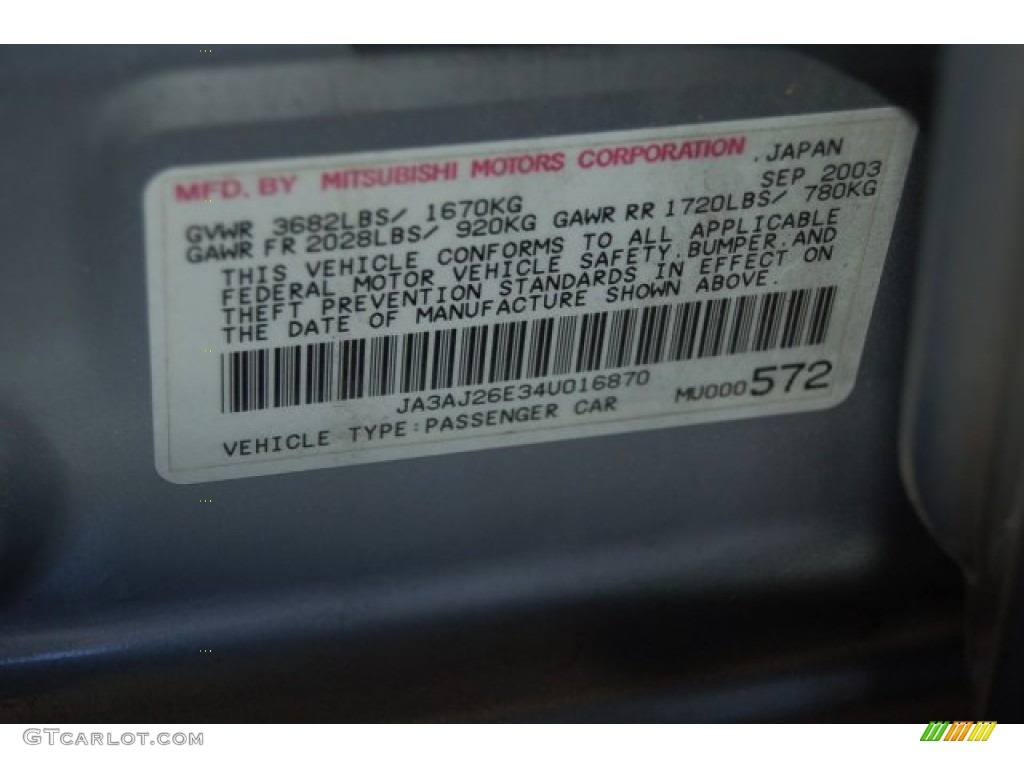 MFD. BY MITSUBISHI MOTORS CORPORATION .JAPAN
SEP 2003
GVWR 3682LBS/ 1670KG
GAWR FR 2028LBS/ 920KG GAWR RR 1720LBS/ 780KG
THIS VEHICLE CONFORMS TO ALL APPLICABLE
FEDERAL MOTOR VEHICLE SAFETY.BUMPER.AND
THEFT PREVENTION STANDARDS IN EFFECT ON
THE DATE OF MANUFACTURE SHOWN ABOVE.
JA3AJ26E34U016870
MU000572
VEHICLE TYPE:PASSENGER CAR
GTCARLOT.COM